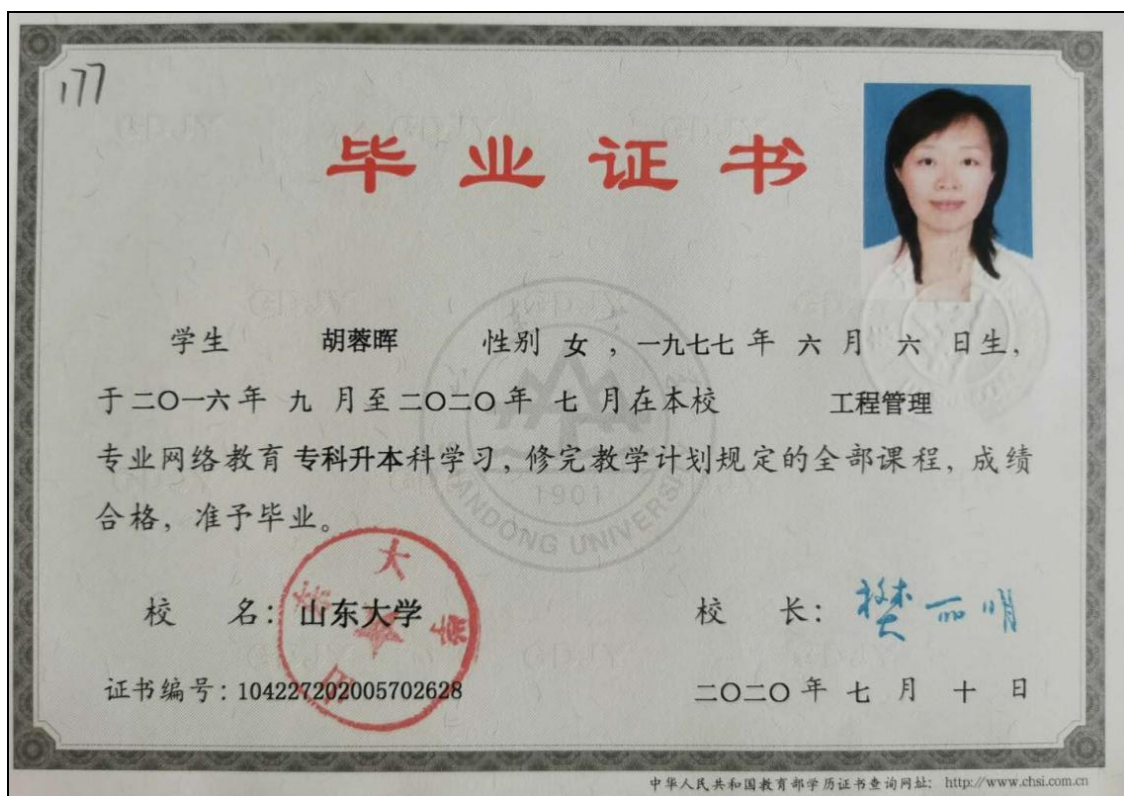 177
毕业证书
学生 胡蓉晖 性别 女 ，一九七七 年 六 月 六 日生，
于二〇一六年 九 月至二〇二〇年 七 月在本校 工程管理
专业网络教育 专科升本科学习，修完教学计划规定的全部课程，成绩
合格，准予毕业。
1901
SHANDONG UNIVERSITY
校 名：山东大学
校 长：樊丽明
证书编号：104227202005702628
二〇二〇 年 七 月 十 日
中华人民共和国教育部学历证书查询网址： http://www.chsi.com.cn